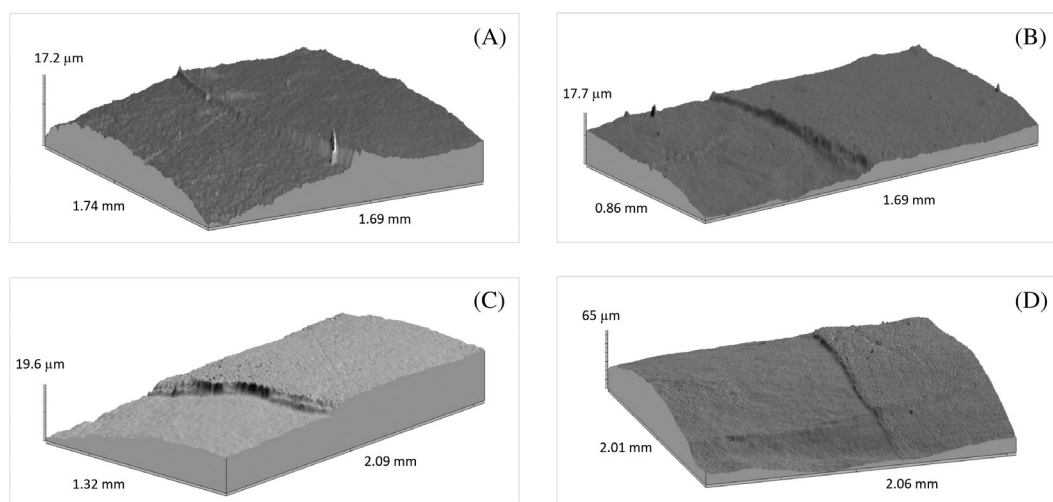 (A)
17.2 µm
1.74 mm
1.69 mm
(B)
17.7 µm
0.86 mm
1.69 mm
(C)
19.6 µm
1.32 mm
2.09 mm
(D)
65 µm
2.01 mm
2.06 mm